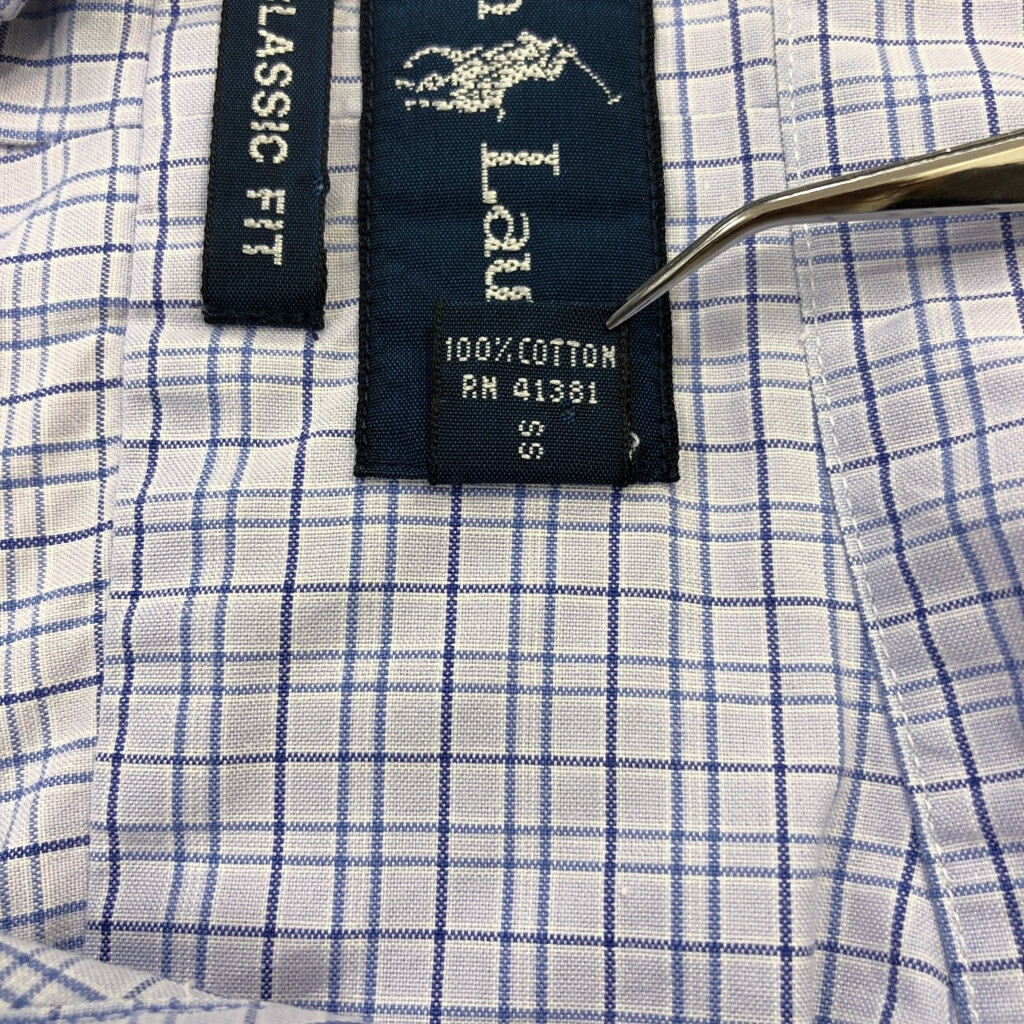 CLASSIC FIT
Lau
100% COTTON
RN 41381
SS